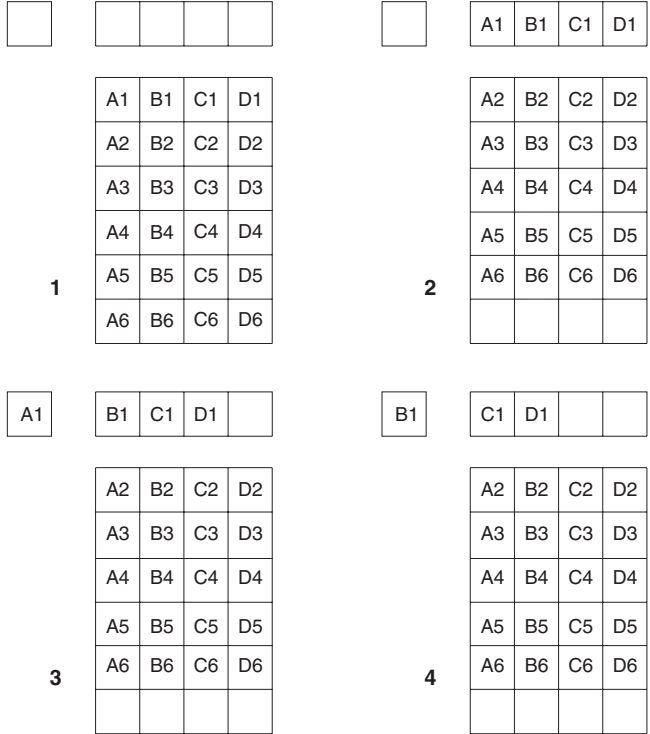 A1 B1 C1 D1
A1 B1 C1 D1
A2 B2 C2 D2
A3 B3 C3 D3
A4 B4 C4 D4
A5 B5 C5 D5
A6 B6 C6 D6
1
A2 B2 C2 D2
A3 B3 C3 D3
A4 B4 C4 D4
A5 B5 C5 D5
A6 B6 C6 D6
2
A1 B1 C1 D1
A2 B2 C2 D2
A3 B3 C3 D3
A4 B4 C4 D4
A5 B5 C5 D5
A6 B6 C6 D6
3
B1 C1 D1
A2 B2 C2 D2
A3 B3 C3 D3
A4 B4 C4 D4
A5 B5 C5 D5
A6 B6 C6 D6
4